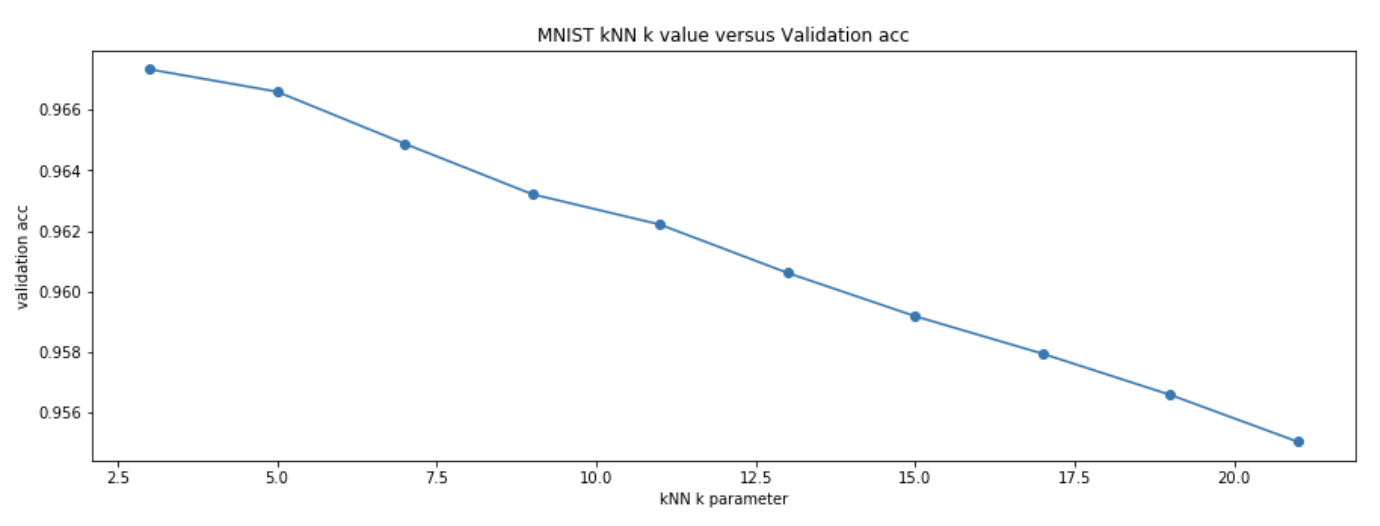 MNIST kNN k value versus Validation acc
0.966
0.964
0.962
0.960
0.958
0.956
validation acc
2.5 5.0 7.5 10.0 12.5 15.0 17.5 20.0
kNN k parameter